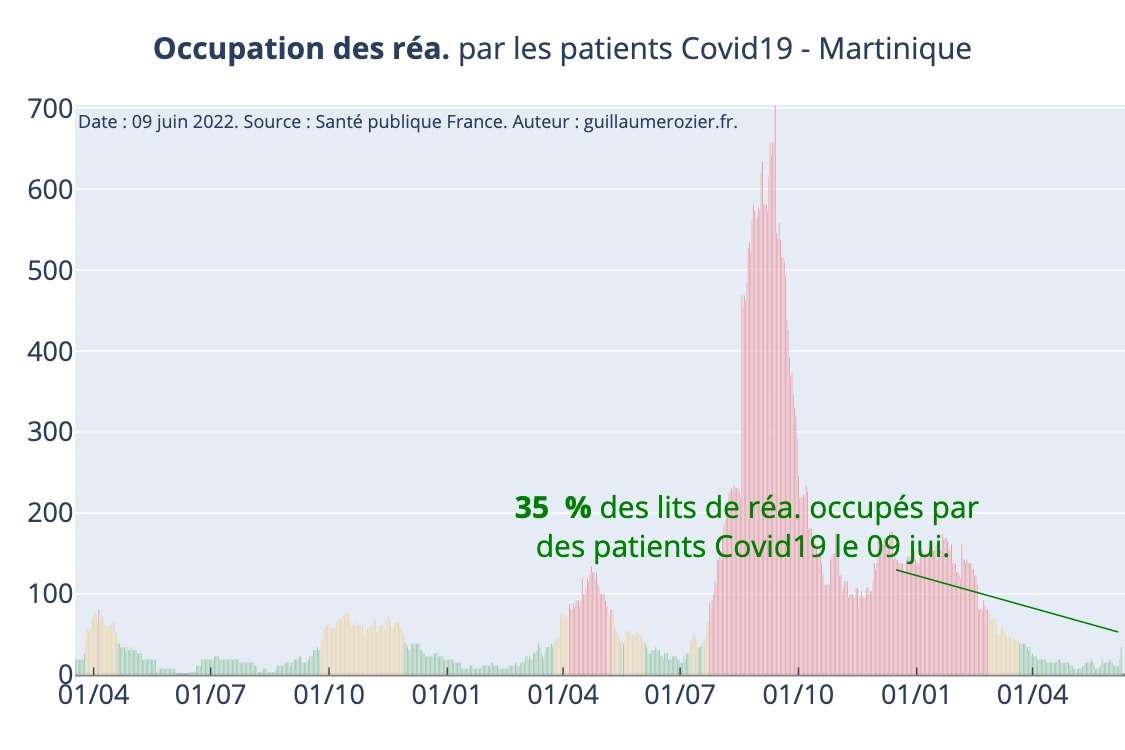 Occupation des réa. par les patients Covid19 - Martinique
700
Date : 09 juin 2022. Source : Santé publique France. Auteur : guillaumerozier.fr.
600
500
400
300
200
35 % des lits de réa. occupés par
des patients Covid19 le 09 jui.
100
0
01/04 01/07 01/10 01/01 01/04 01/07 01/10 01/01 01/04